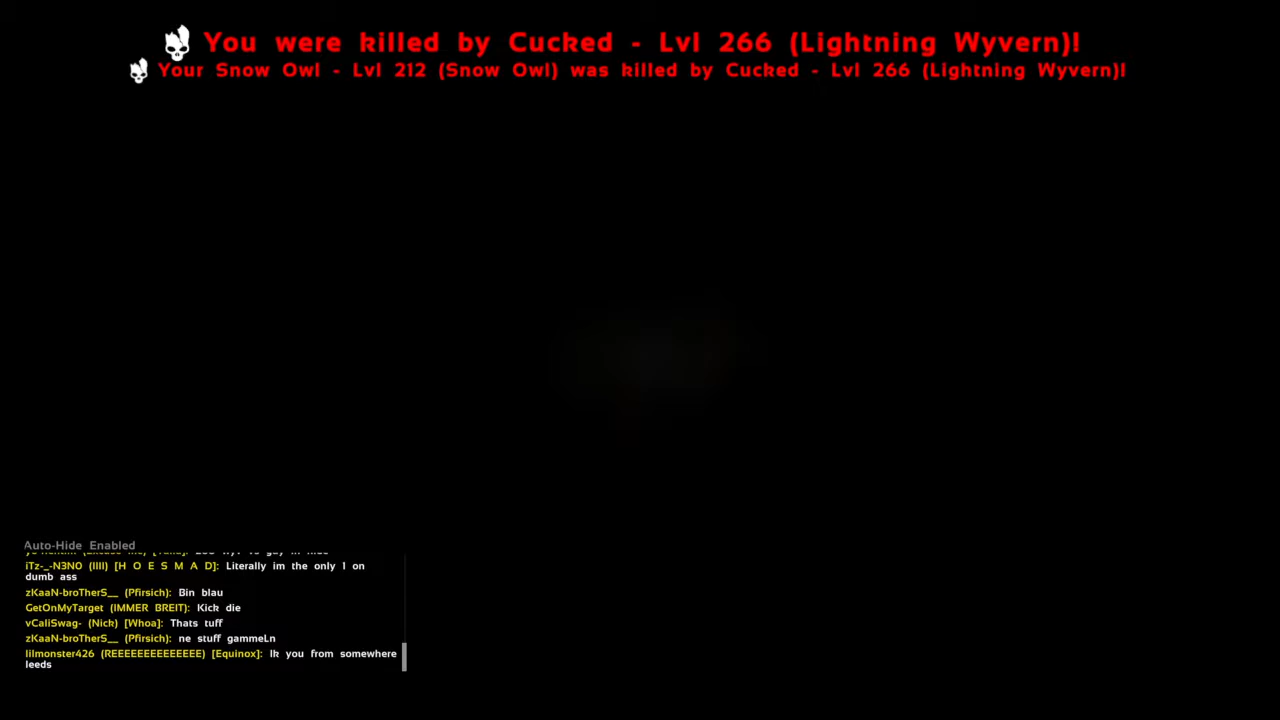 You were killed by Cucked - Lvl 266 (Lightning Wyvern)!
Your Snow Owl - Lvl 212 (Snow Owl) was killed by Cucked - Lvl 266 (Lightning Wyvern)!
Auto-Hide Enabled
iTz-_-N3N0 (IIII) [H O E S M A D]: Literally im the only 1 on
dumb ass
zKaaN-broTherS__ (Pfirsich): Bin blau
GetOnMyTarget (IMMER BREIT): Kick die
vCaliSwag- (Nick) [Whoa]: Thats tuff
zKaaN-broTherS__ (Pfirsich): ne stuff gammeLn
lilmonster426 (REEEEEEEEEEEEEE) [Equinox]: Ik you from somewhere
leeds